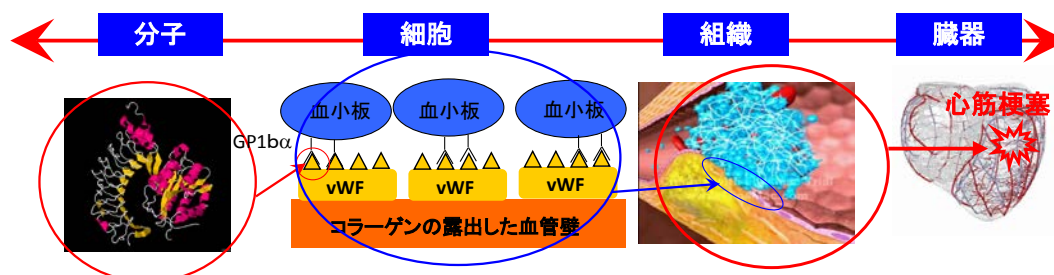 分子
細胞
組織
臓器
血小板
血小板
血小板
GP1bα
vWF
vWF
vWF
コラーゲンの露出した血管壁
心筋梗塞